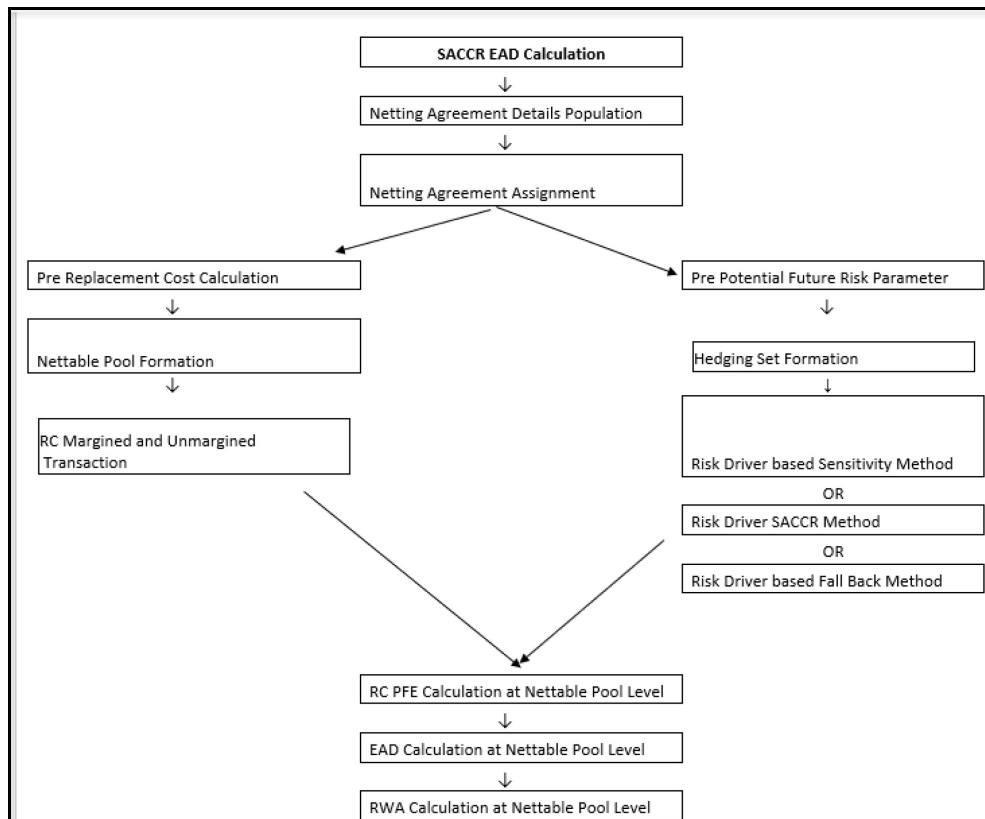 SACCR EAD Calculation
Netting Agreement Details Population
Netting Agreement Assignment
Pre Replacement Cost Calculation
Nettable Pool Formation
RC Margined and Unmargined
Transaction
Pre Potential Future Risk Parameter
Hedging Set Formation
Risk Driver based Sensitivity Method
OR
Risk Driver SACCR Method
OR
Risk Driver based Fall Back Method
RC PFE Calculation at Nettable Pool Level
EAD Calculation at Nettable Pool Level
RWA Calculation at Nettable Pool Level